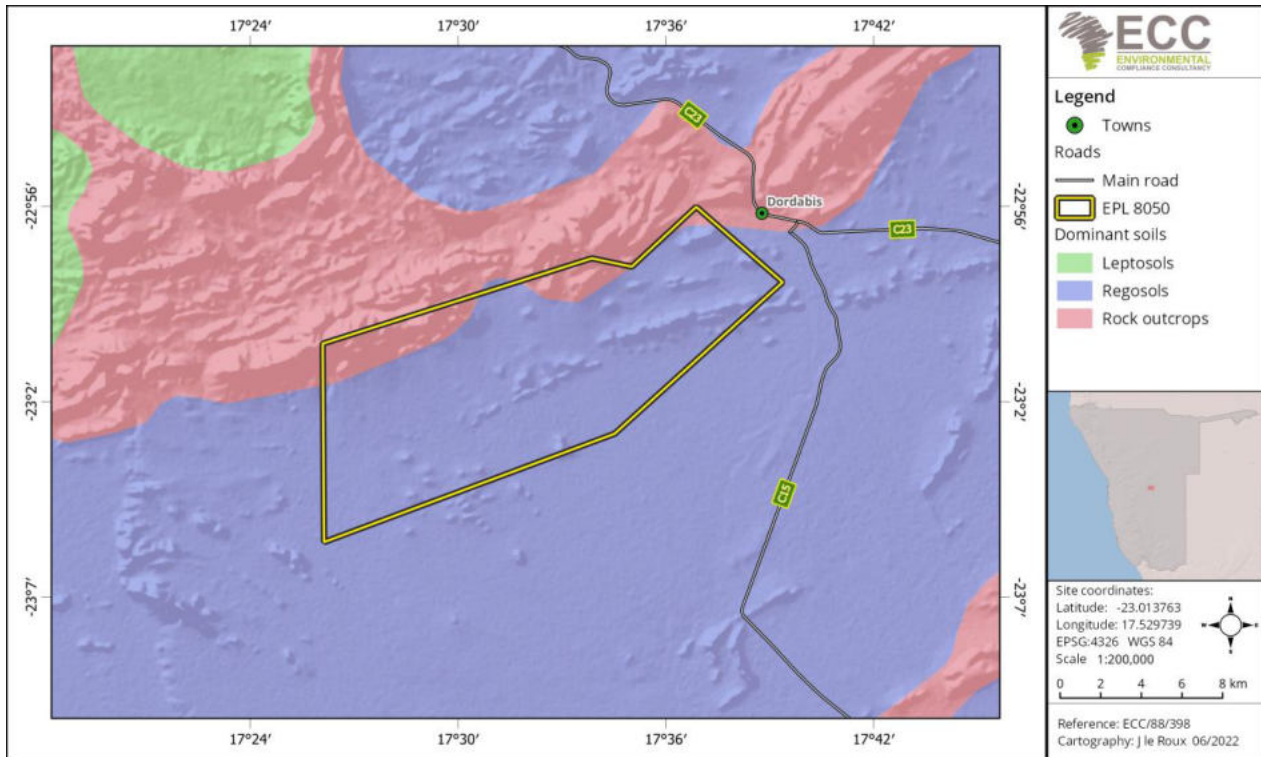 17°24'
17°30'
17°36'
17°42'
-22°56'
-22°56'
-23°2'
-23°2'
-23°7'
-23°7'
C23
Dordabis
C23
C15
17°24'
17°30'
17°36'
17°42'
ECC
ENVIRONMENTAL
COMPLIANCE CONSULTANCY
Legend
Towns
Roads
Main road
EPL 8050
Dominant soils
Leptosols
Regosols
Rock outcrops
Site coordinates:
Latitude: -23.013763
Longitude: 17.529739
EPSG:4326 WGS 84
Scale 1:200,000
N
W
E
S
0 2 4 6 8 km
Reference: ECC/88/398
Cartography: J le Roux 06/2022